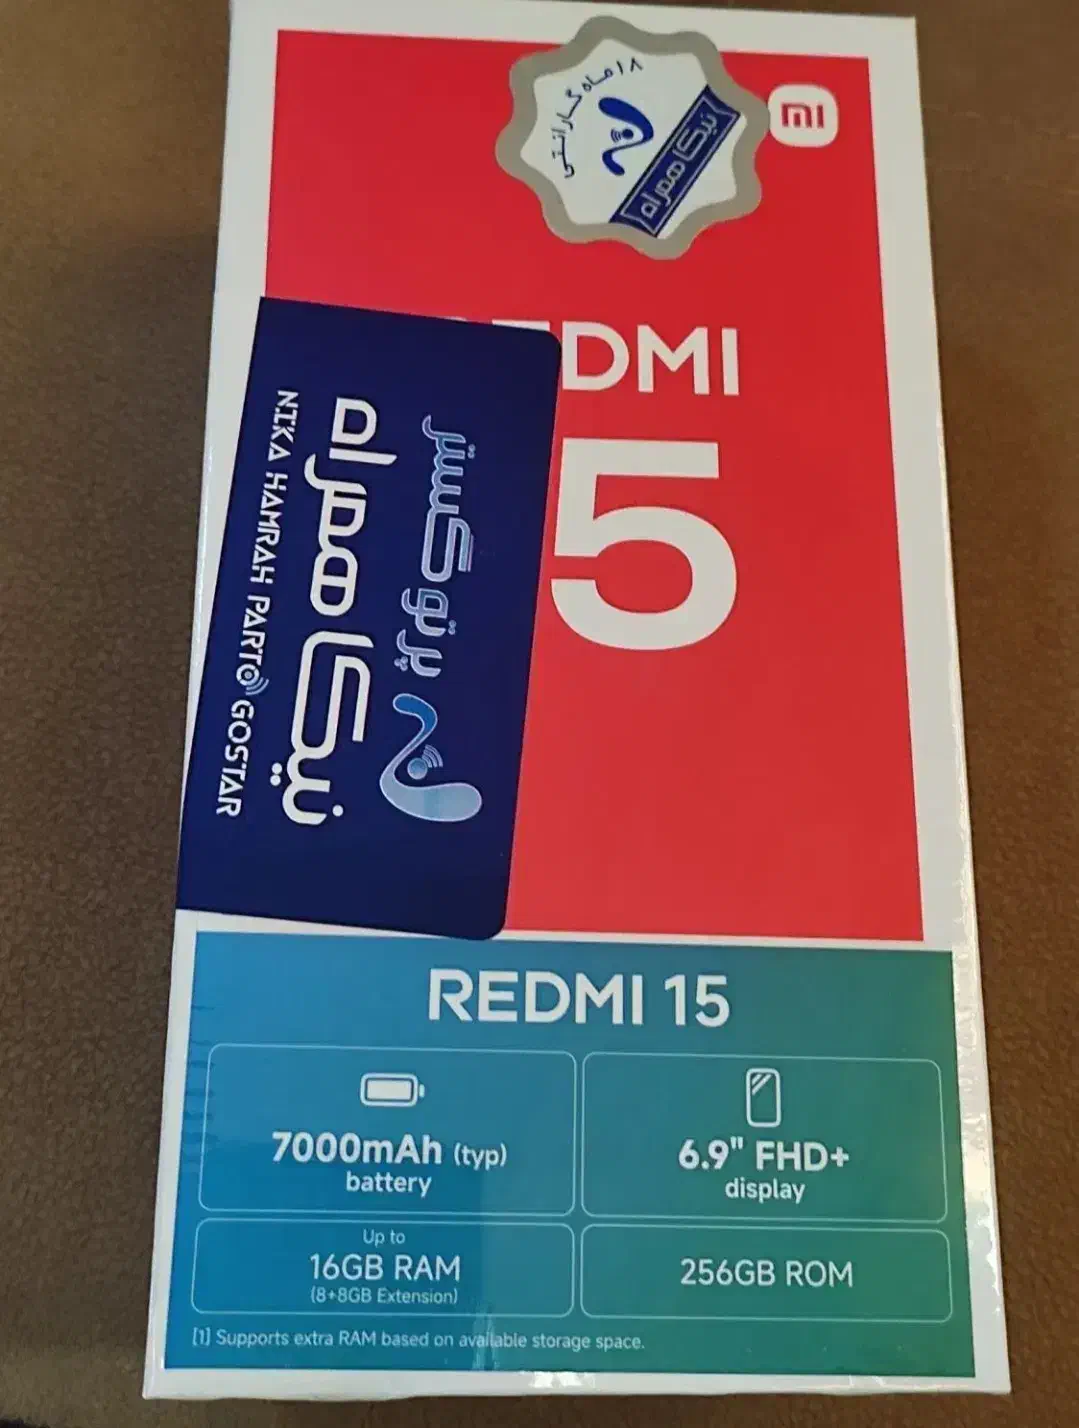 ۱۸ ماه گارانتی
نیکا همراه
mi
REDMI
5
پرتو گستر
نیکا همراه
NIKA HAMRAH PARTO GOSTAR
REDMI 15
7000mAh (typ)
battery
6.9" FHD+
display
Up to
16GB RAM
(8+8GB Extension)
256GB ROM
[1] Supports extra RAM based on available storage space.